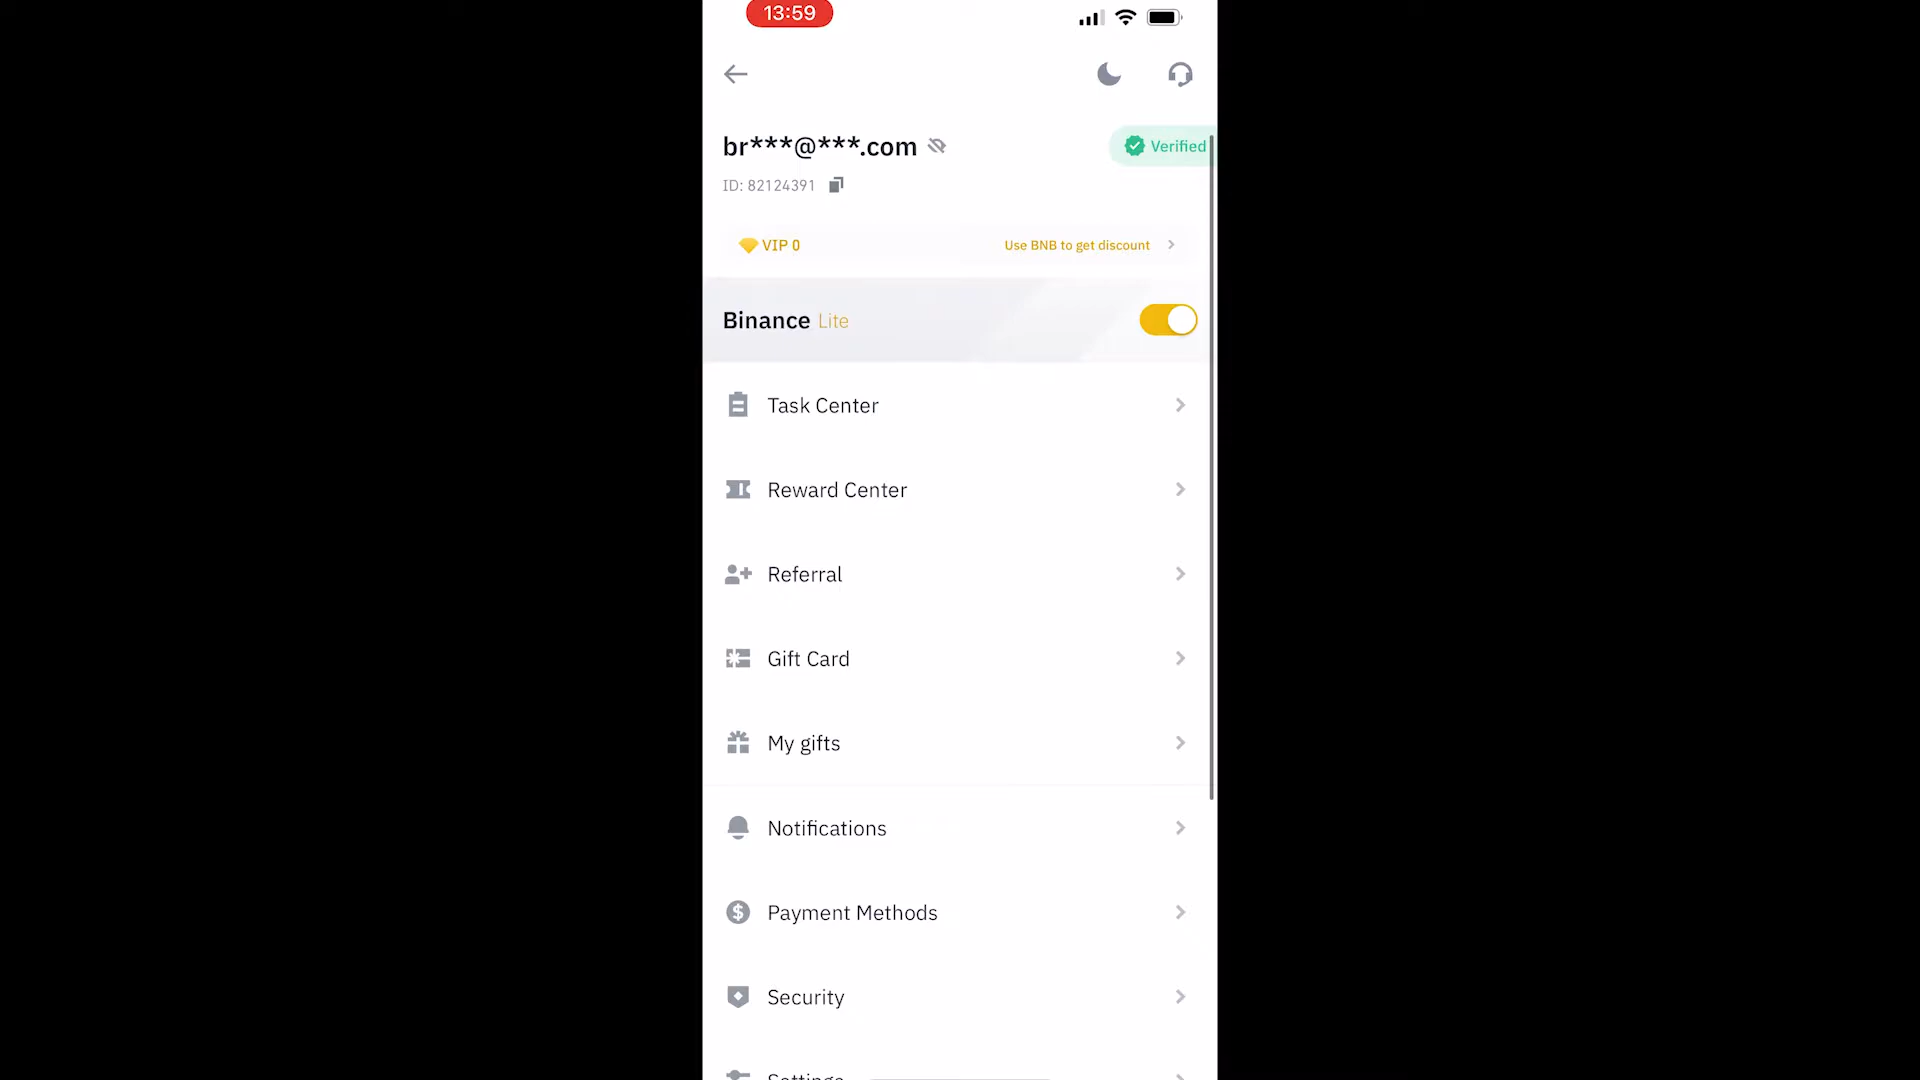 13:59
br***@***.com
Verified
ID: 82124391
VIP 0
Use BNB to get discount
Binance Lite
Task Center
Reward Center
Referral
Gift Card
My gifts
Notifications
Payment Methods
Security
Settings